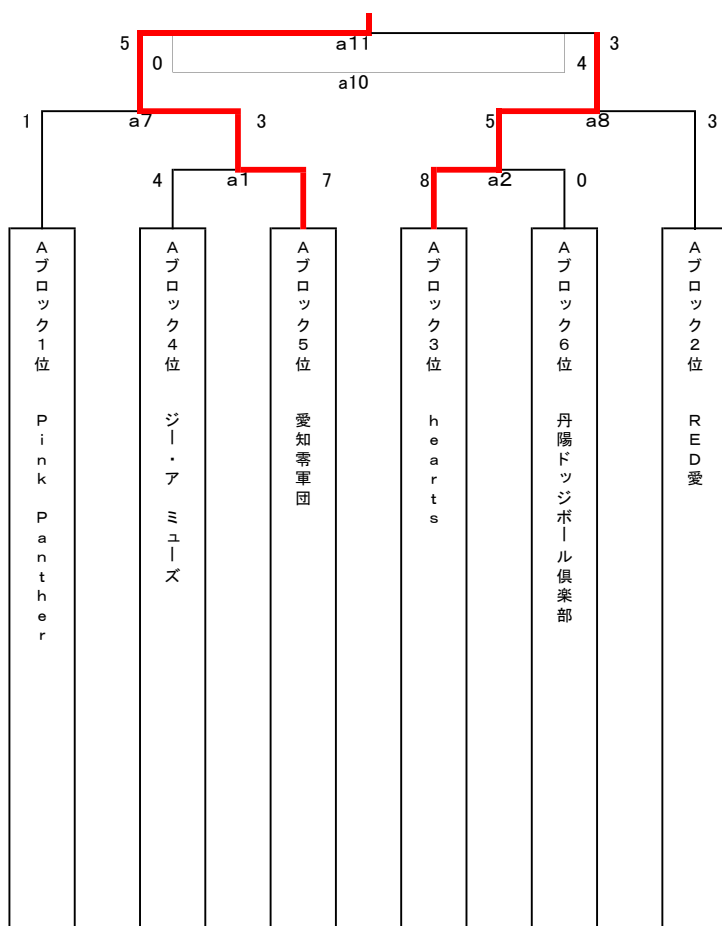 5 a11 3
0 4
a10
1 a7 3 5 a8 3
4 a1 7 8 a2 0
Aブロック1位 Pink Panther
Aブロック4位 ジー・ア ミューズ
Aブロック5位 愛知零軍団
Aブロック3位 hearts
Aブロック6位 丹陽ドッジボール倶楽部
Aブロック2位 RED愛